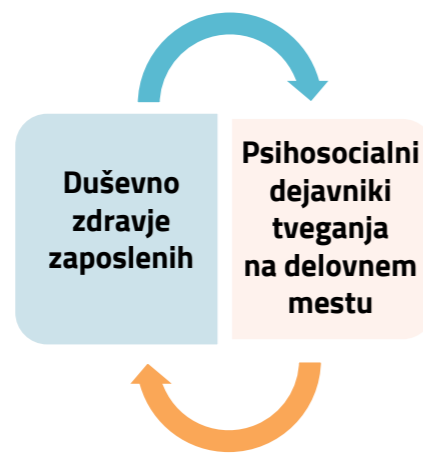 Duševno
zdravje
zaposlenih
Psihosocialni
dejavniki
tveganja
na delovnem
mestu